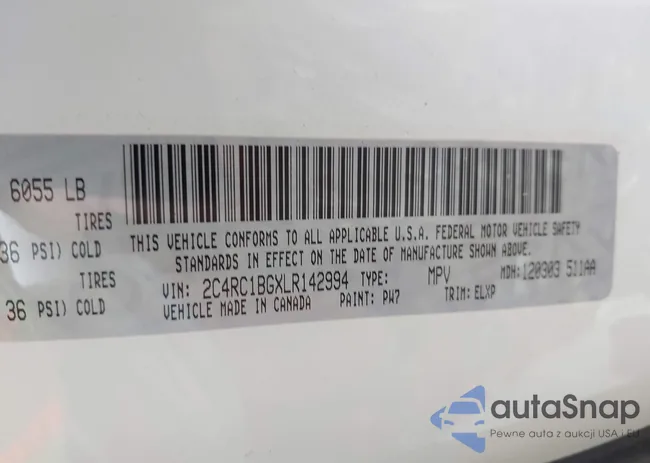 6055 LB
TIRES
36 PSI) COLD
TIRES
36 PSI) COLD
THIS VEHICLE CONFORMS TO ALL APPLICABLE U.S.A. FEDERAL MOTOR VEHICLE SAFETY
STANDARDS IN EFFECT ON THE DATE OF MANUFACTURE SHOWN ABOVE.
VIN: 2C4RC1BGXLR142994 TYPE: MPV MDH: 120903 511AA
VEHICLE MADE IN CANADA PAINT: PW7 TRIM: ELXP
autaSnap
Pewne auta z aukcji USA i EU